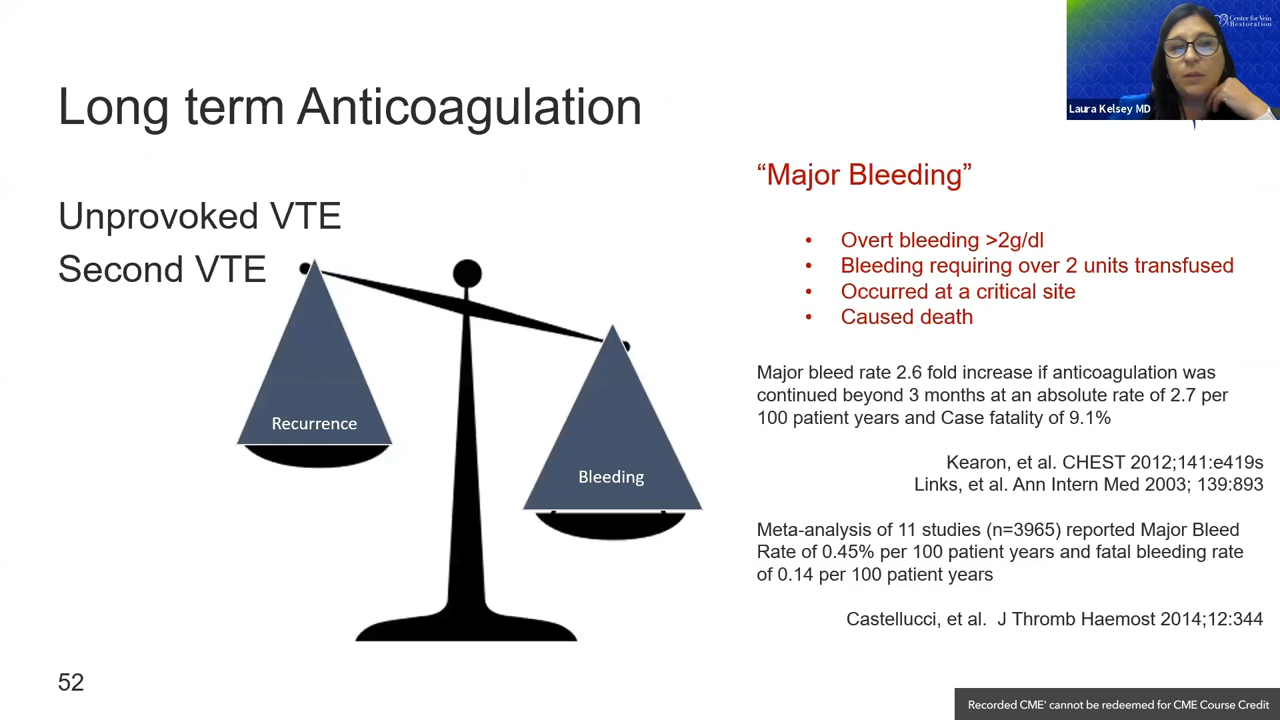 Long term Anticoagulation
Unprovoked VTE
Second VTE
Recurrence
Bleeding
“Major Bleeding”
• Overt bleeding >2g/dl
• Bleeding requiring over 2 units transfused
• Occurred at a critical site
• Caused death
Major bleed rate 2.6 fold increase if anticoagulation was
continued beyond 3 months at an absolute rate of 2.7 per
100 patient years and Case fatality of 9.1%
Kearon, et al. CHEST 2012;141:e419s
Links, et al. Ann Intern Med 2003; 139:893
Meta-analysis of 11 studies (n=3965) reported Major Bleed
Rate of 0.45% per 100 patient years and fatal bleeding rate
of 0.14 per 100 patient years
Castellucci, et al. J Thromb Haemost 2014;12:344
52
Center for Vein
Restoration
Laura Kelsey MD
Recorded CME' cannot be redeemed for CME Course Credit